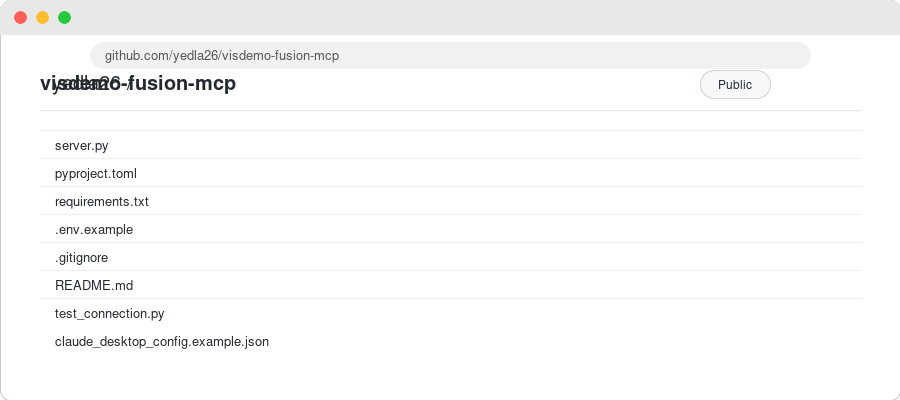 github.com/yedla26/visdemo-fusion-mcp
yedla26 /
visdemo-fusion-mcp
Public
server.py
pyproject.toml
requirements.txt
.env.example
.gitignore
README.md
test_connection.py
claude_desktop_config.example.json